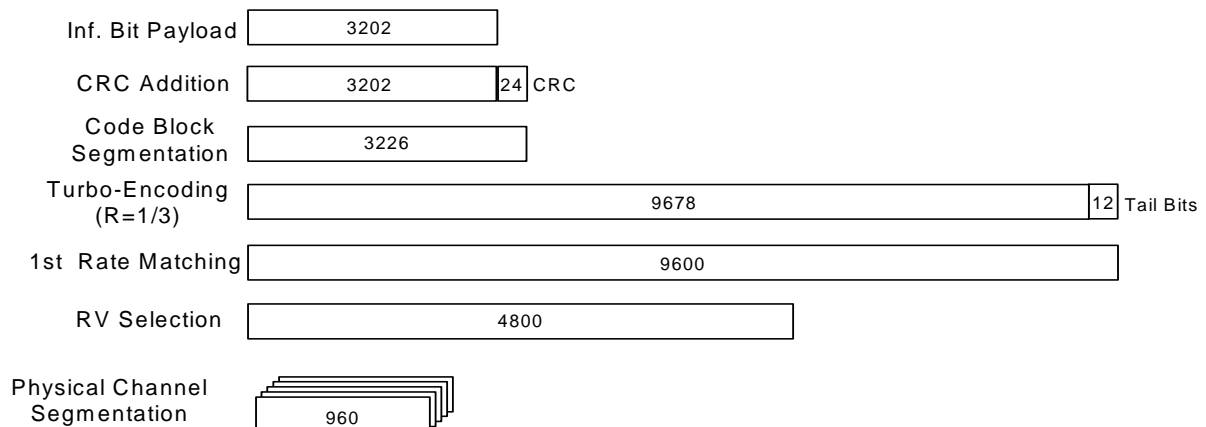 Inf. Bit Payload 3202
CRC Addition 3202 24 CRC
Code Block
Segmentation 3226
Turbo-Encoding
(R=1/3) 9678 12 Tail Bits
1st Rate Matching 9600
RV Selection 4800
Physical Channel
Segmentation 960